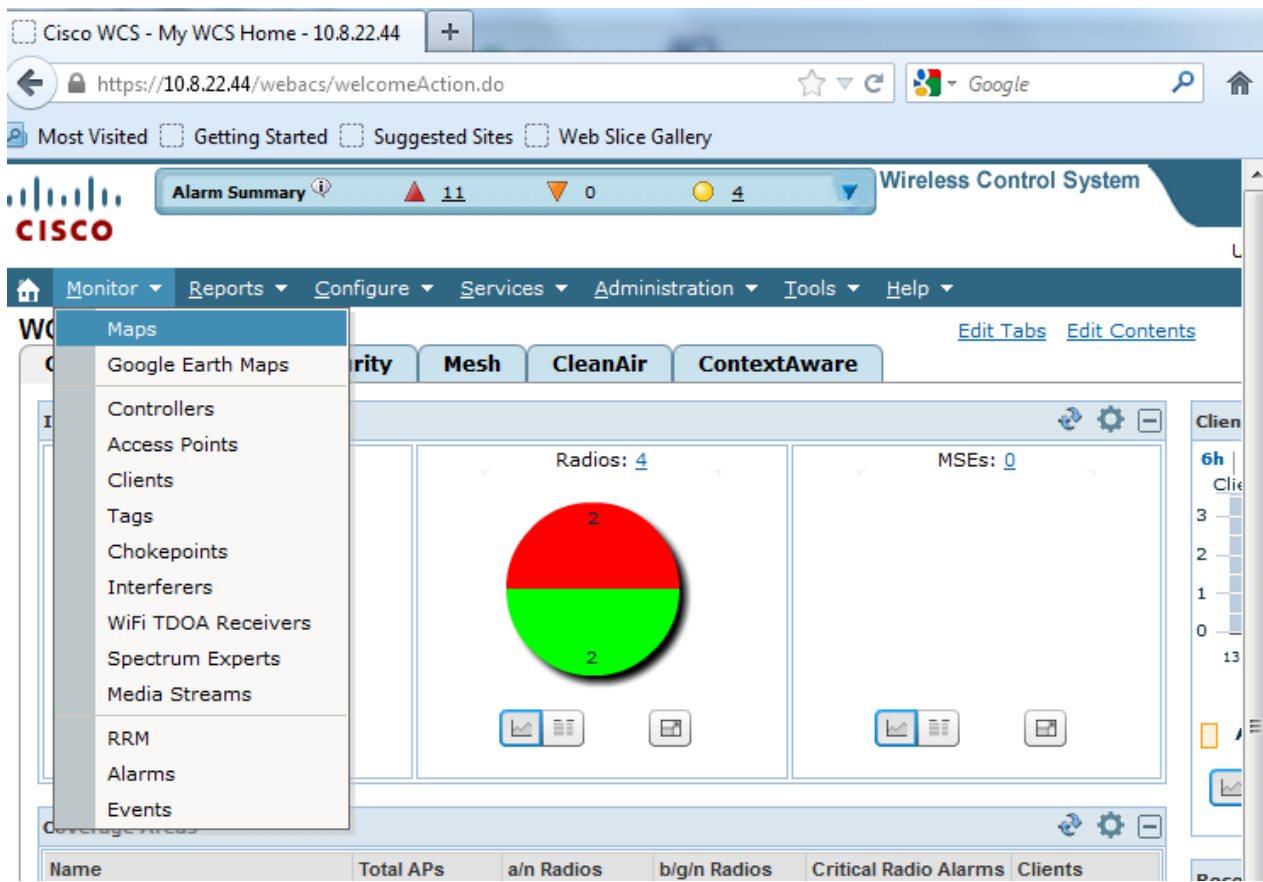 Cisco WCS - My WCS Home - 10.8.22.44
https://10.8.22.44/webacs/welcomeAction.do Google
Most Visited Getting Started Suggested Sites Web Slice Gallery
CISCO
Alarm Summary 11 0 4
Wireless Control System
Monitor Reports Configure Services Administration Tools Help
Edit Tabs Edit Contents
Mesh CleanAir ContextAware
Maps
Google Earth Maps
Controllers
Access Points
Clients
Tags
Chokepoints
Interferers
WiFi TDOA Receivers
Spectrum Experts
Media Streams
RRM
Alarms
Events
Radios: 4
2
2
MSEs: 0
6h
3
2
1
0
13
Name Total APs a/n Radios b/g/n Radios Critical Radio Alarms Clients